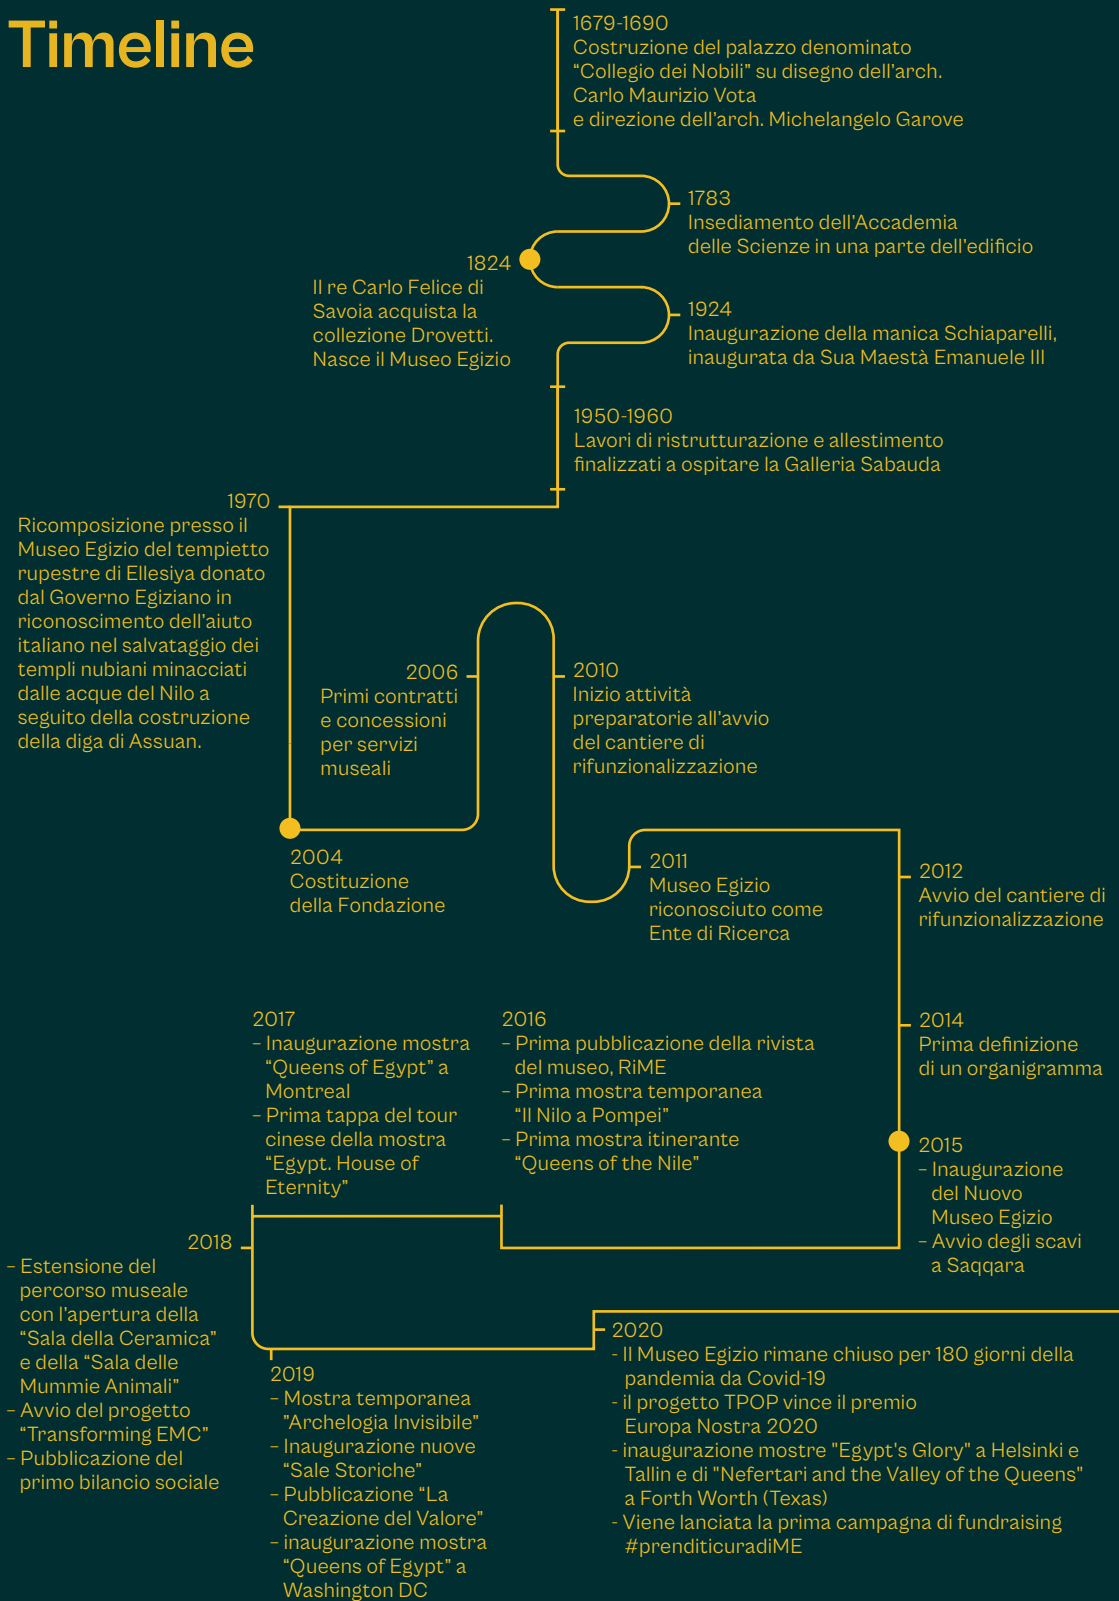 Timeline
1679-1690
Costruzione del palazzo denominato
“Collegio dei Nobili” su disegno dell’arch.
Carlo Maurizio Vota
e direzione dell’arch. Michelangelo Garove
1783
Insediamento dell’Accademia
delle Scienze in una parte dell’edificio
1824
Il re Carlo Felice di
Savoia acquista la
collezione Drovetti.
Nasce il Museo Egizio
1924
Inaugurazione della manica Schiaparelli,
inaugurata da Sua Maestà Emanuele III
1950-1960
Lavori di ristrutturazione e allestimento
finalizzati a ospitare la Galleria Sabauda
1970
Ricomposizione presso il
Museo Egizio del tempietto
rupestre di Ellesiya donato
dal Governo Egiziano in
riconoscimento dell’aiuto
italiano nel salvataggio dei
templi nubiani minacciati
dalle acque del Nilo a
seguito della costruzione
della diga di Assuan.
2004
Costituzione
della Fondazione
2006
Primi contratti
e concessioni
per servizi
museali
2010
Inizio attività
preparatorie all’avvio
del cantiere di
rifunzionalizzazione
2011
Museo Egizio
riconosciuto come
Ente di Ricerca
2012
Avvio del cantiere di
rifunzionalizzazione
2014
Prima definizione
di un organigramma
2015
– Inaugurazione
del Nuovo
Museo Egizio
– Avvio degli scavi
a Saqqara
2016
– Prima pubblicazione della rivista
del museo, RiME
– Prima mostra temporanea
“Il Nilo a Pompei”
– Prima mostra itinerante
“Queens of the Nile”
2017
– Inaugurazione mostra
“Queens of Egypt” a
Montreal
– Prima tappa del tour
cinese della mostra
“Egypt. House of
Eternity”
2018
– Estensione del
percorso museale
con l’apertura della
“Sala della Ceramica”
e della “Sala delle
Mummie Animali”
– Avvio del progetto
“Transforming EMC”
– Pubblicazione del
primo bilancio sociale
2019
– Mostra temporanea
"Archelogia Invisibile”
– Inaugurazione nuove
“Sale Storiche”
– Pubblicazione “La
Creazione del Valore”
– inaugurazione mostra
“Queens of Egypt” a
Washington DC
2020
- Il Museo Egizio rimane chiuso per 180 giorni della
pandemia da Covid-19
- il progetto TPOP vince il premio
Europa Nostra 2020
- inaugurazione mostre "Egypt's Glory" a Helsinki e
Tallin e di "Nefertari and the Valley of the Queens"
a Forth Worth (Texas)
- Viene lanciata la prima campagna di fundraising
#prenditicuradiME